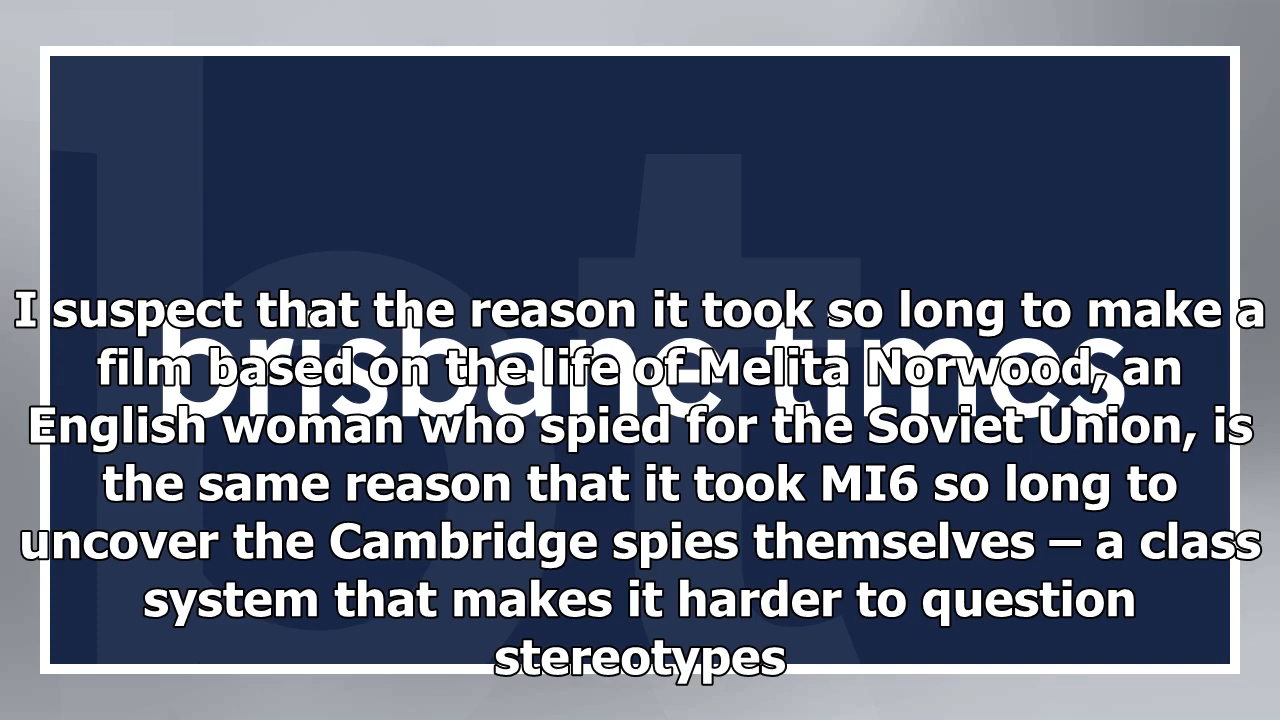 I suspect that the reason it took so long to make a
brisbane times
film based on the life of Melita Norwood, an
English woman who spied for the Soviet Union, is
the same reason that it took MI6 so long to
uncover the Cambridge spies themselves – a class
system that makes it harder to question
stereotypes
bt